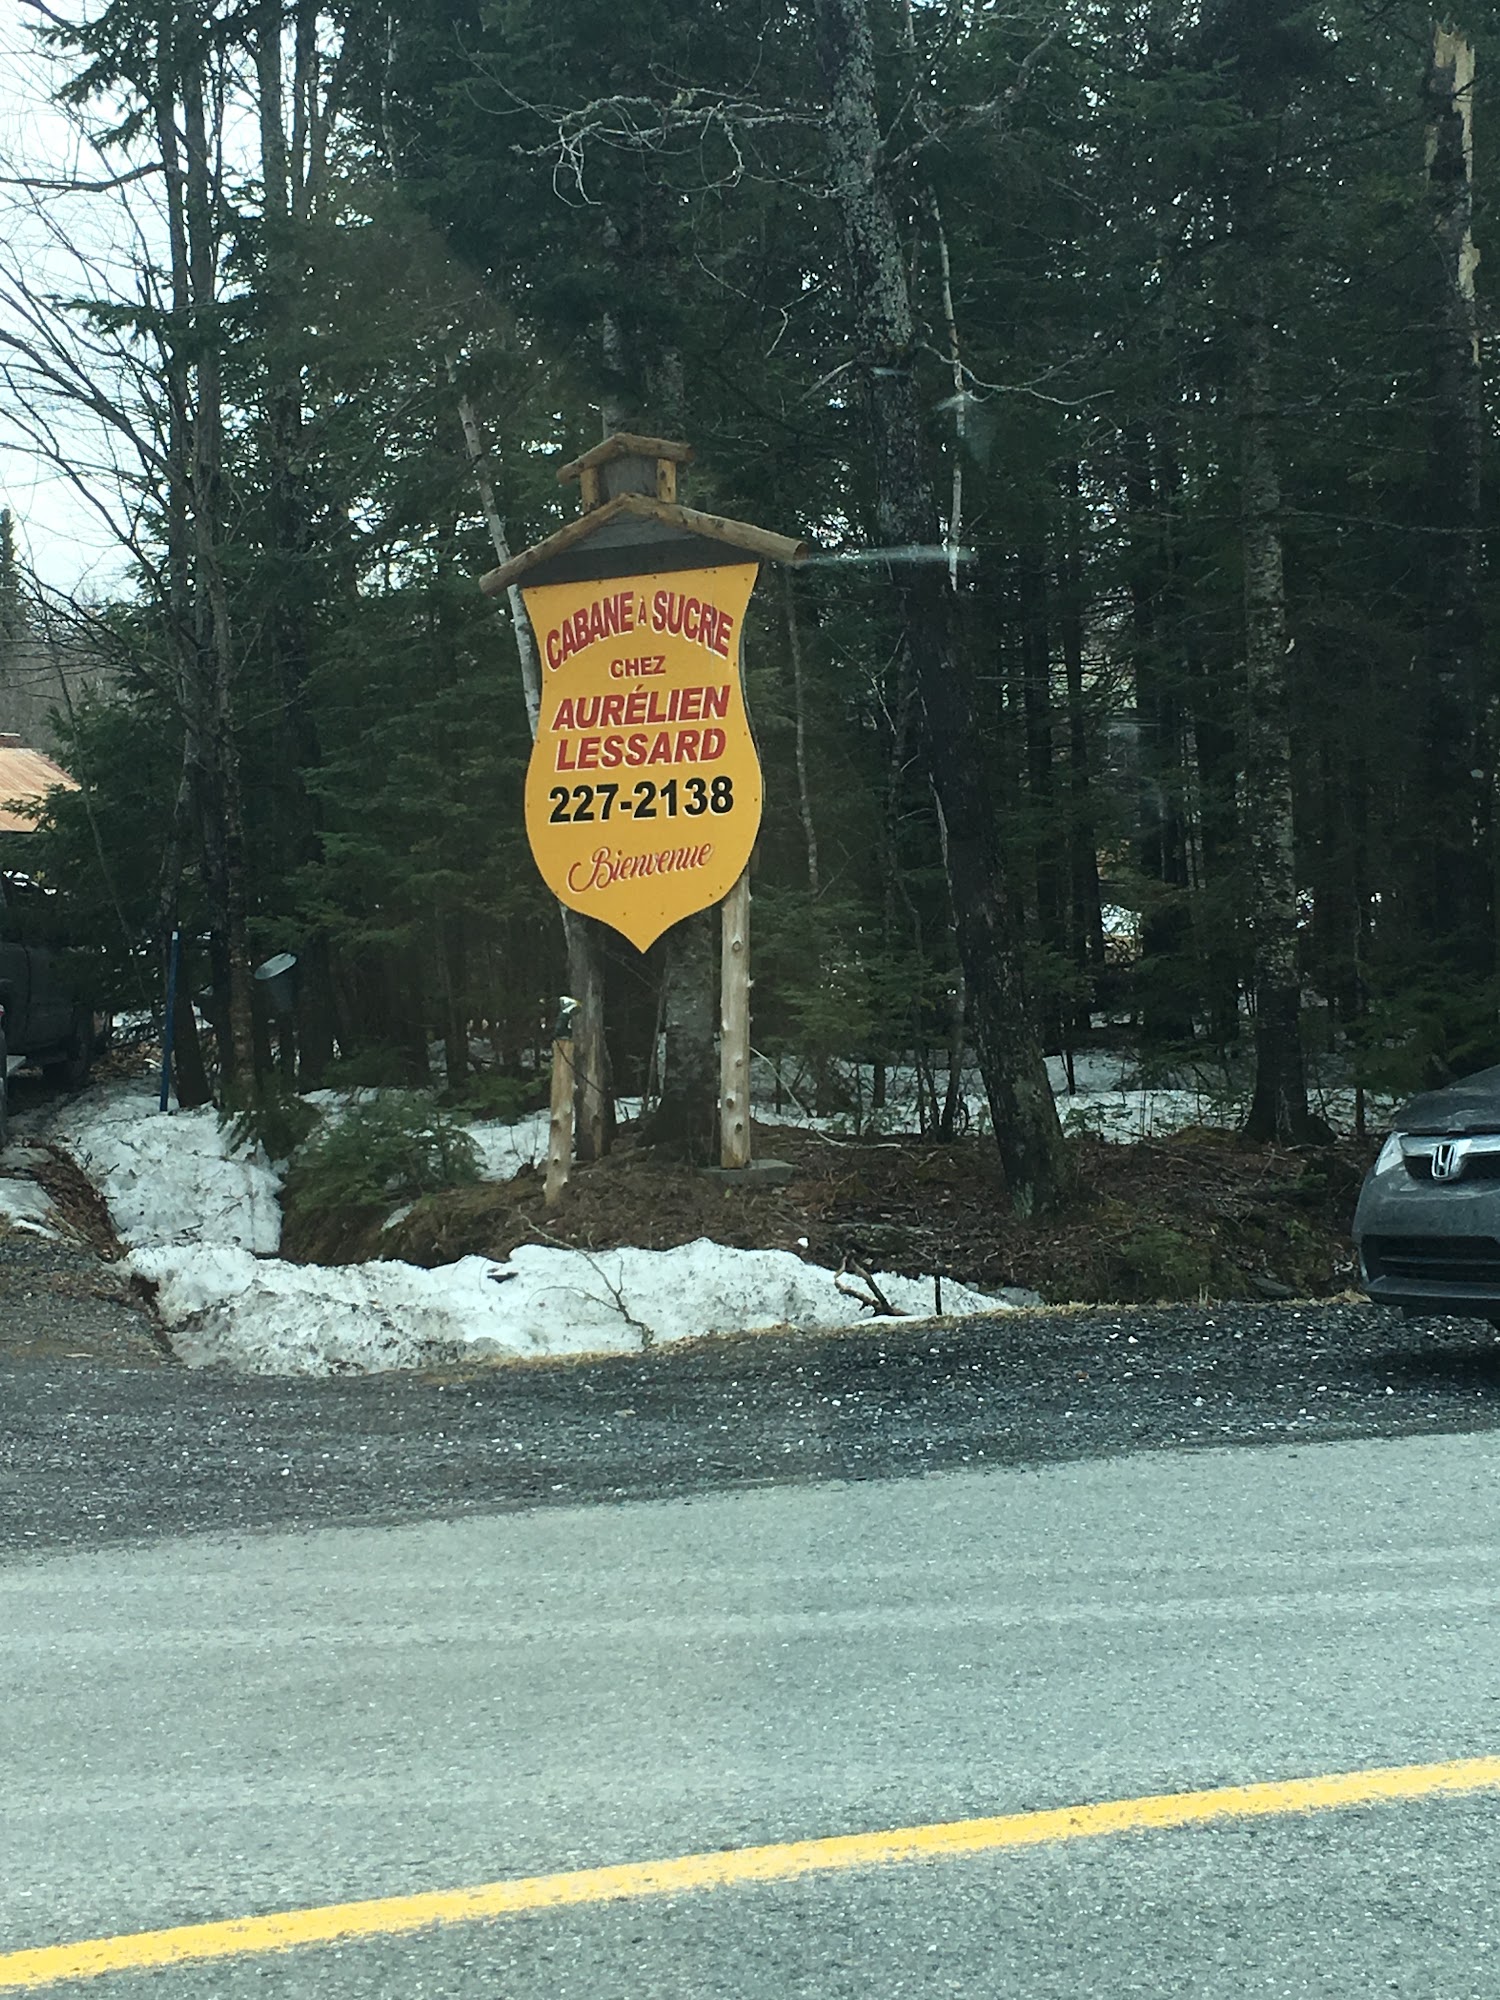 CABANE À SUCRE
CHEZ
AURÉLIEN
LESSARD
227-2138
Bienvenue